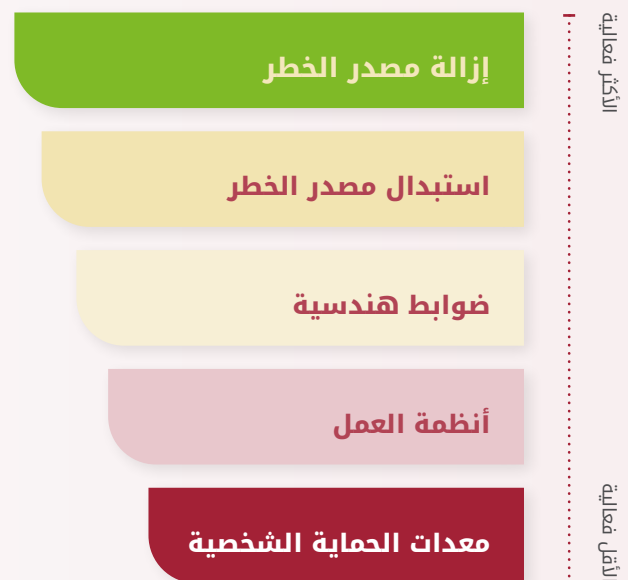 إزالة مصدر الخطر
استبدال مصدر الخطر
ضوابط هندسية
أنظمة العمل
معدات الحماية الشخصية
الأكثر فعالية
الأقل فعالية